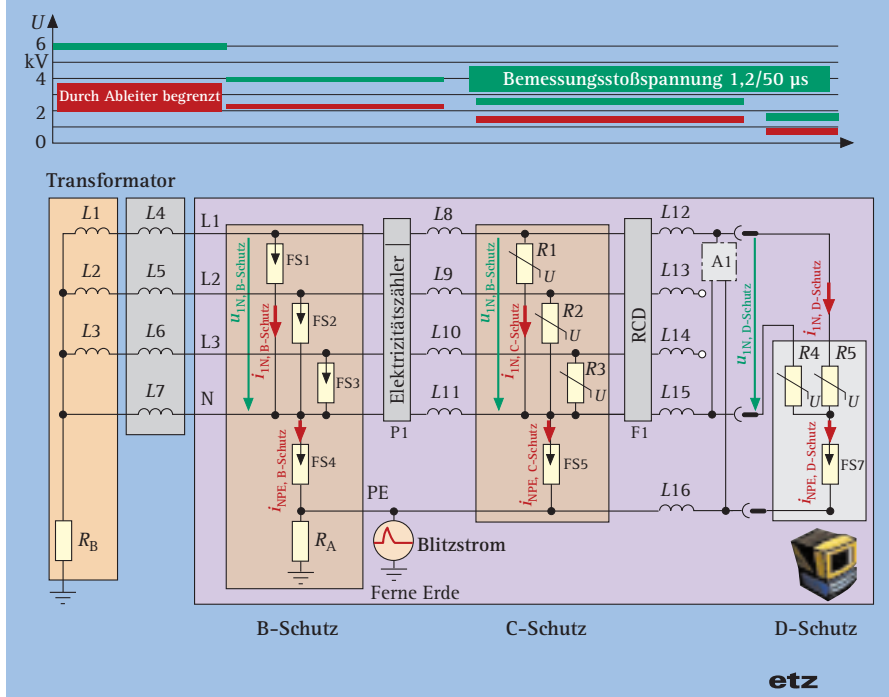 U
6
kV
4
2
0
Durch Ableiter begrenzt
Bemessungsstoßspannung 1,2/50 µs
Transformator
L1
L4
L1
L8
L12
L2
L5
L2
L9
L13
L3
L6
L3
L10
L14
L7
N
L11
L15
L16
FS1
FS2
FS3
FS4
u1N, B-Schutz
i1N, B-Schutz
iNPE, B-Schutz
Elektrizitätszähler
P1
R1
U
R2
U
R3
U
u1N, B-Schutz
i1N, C-Schutz
iNPE, C-Schutz
FS5
RCD
F1
A1
u1N, D-Schutz
i1N, D-Schutz
R4
R5
U
U
iNPE, D-Schutz
FS7
PE
RB
RA
Blitzstrom
Ferne Erde
B-Schutz
C-Schutz
D-Schutz
etz